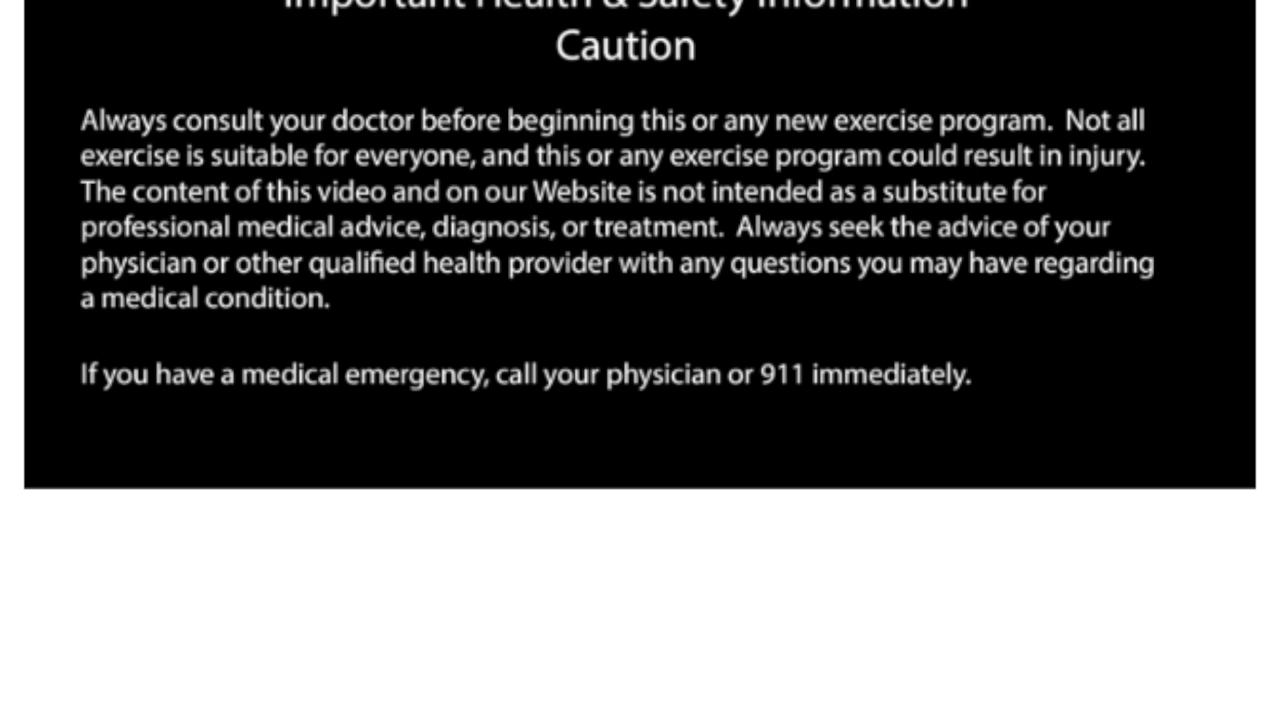 Important Health & Safety Information
Caution
Always consult your doctor before beginning this or any new exercise program.  Not all
exercise is suitable for everyone, and this or any exercise program could result in injury.
The content of this video and on our Website is not intended as a substitute for
professional medical advice, diagnosis, or treatment.  Always seek the advice of your
physician or other qualified health provider with any questions you may have regarding
a medical condition.
If you have a medical emergency, call your physician or 911 immediately.